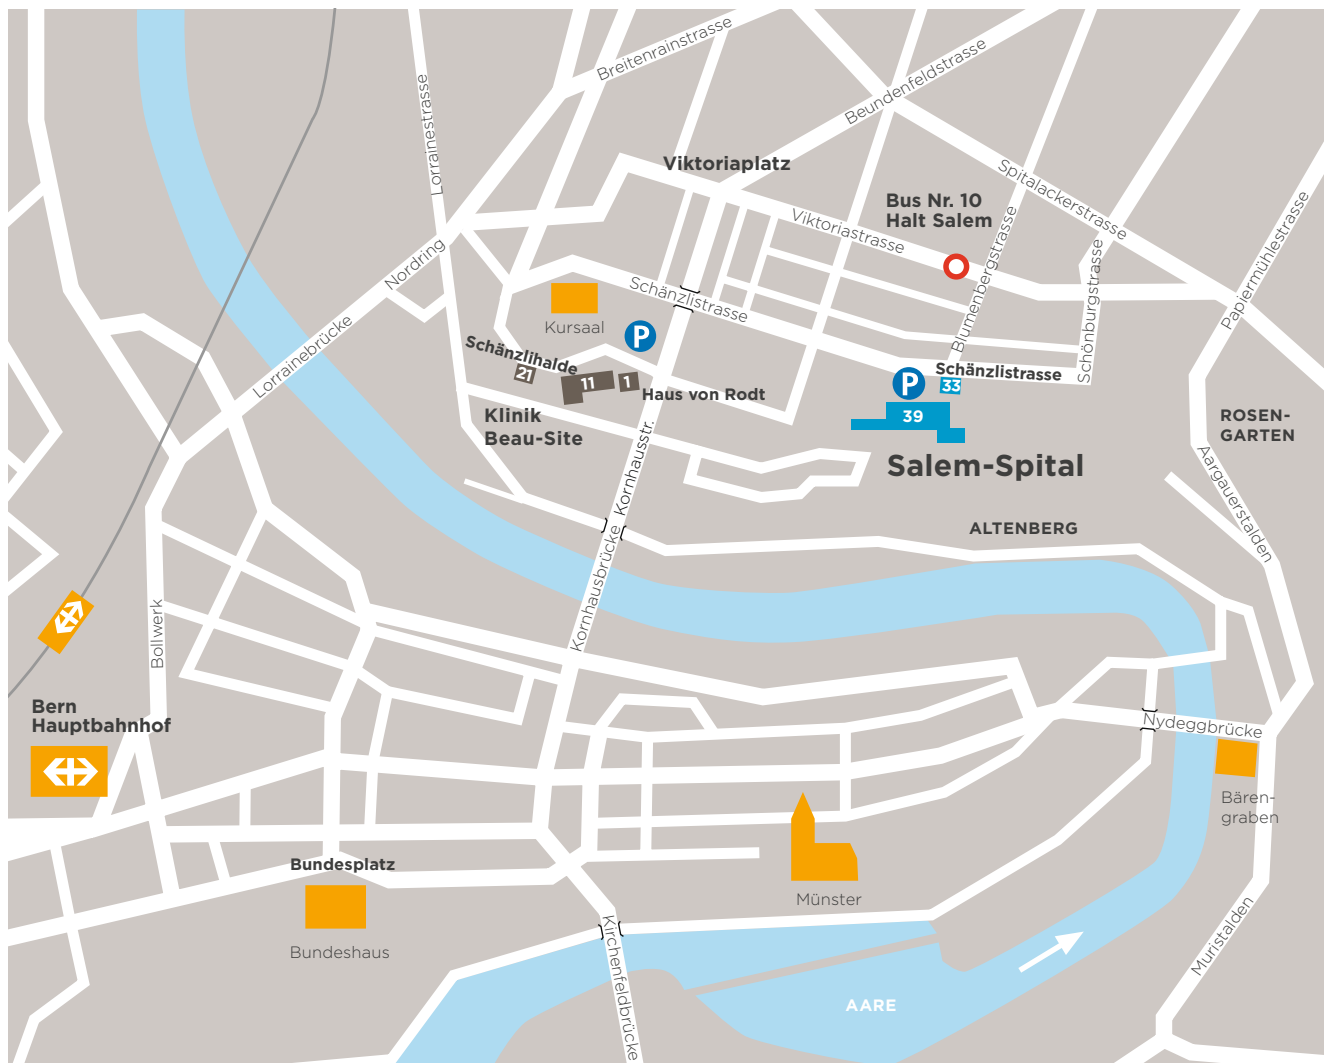 Breitenrainstrasse
Beundenfeldstrasse
Lorrainestrasse
Viktoriaplatz
Spitalackerstrasse
Bus Nr. 10
Halt Salem
Viktoriastrasse
Blumenbergstrasse
Papiermühlestrasse
Nordring
Schänzlistrasse
Schönburgstrasse
Kursaal
P
Lorrainebrücke
Schänzlihalde
21
11
1
Haus von Rodt
Schänzlistrasse
P
33
39
Klinik
Beau-Site
ROSEN-
GARTEN
Salem-Spital
Kornhausstr.
Aargauerstalden
ALTENBERG
Kornhausbrücke
Bollwerk
Bern
Hauptbahnhof
Nydeggbrücke
Bären-
graben
Bundesplatz
Münster
Bundeshaus
Kirchenfeldbrücke
Muristalden
AARE